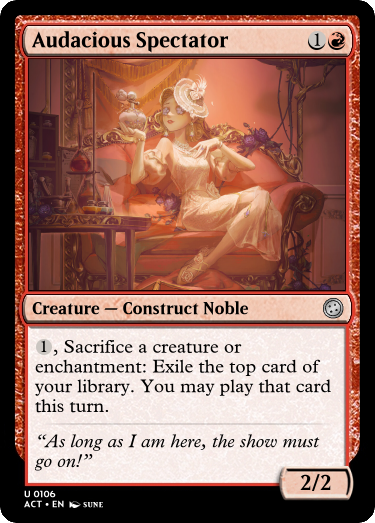 Audacious Spectator 1
Creature — Construct Noble
1, Sacrifice a creature or
enchantment: Exile the top card of
your library. You may play that card
this turn.
“As long as I am here, the show must
go on!”
2/2
U 0106
ACT • EN SUNE